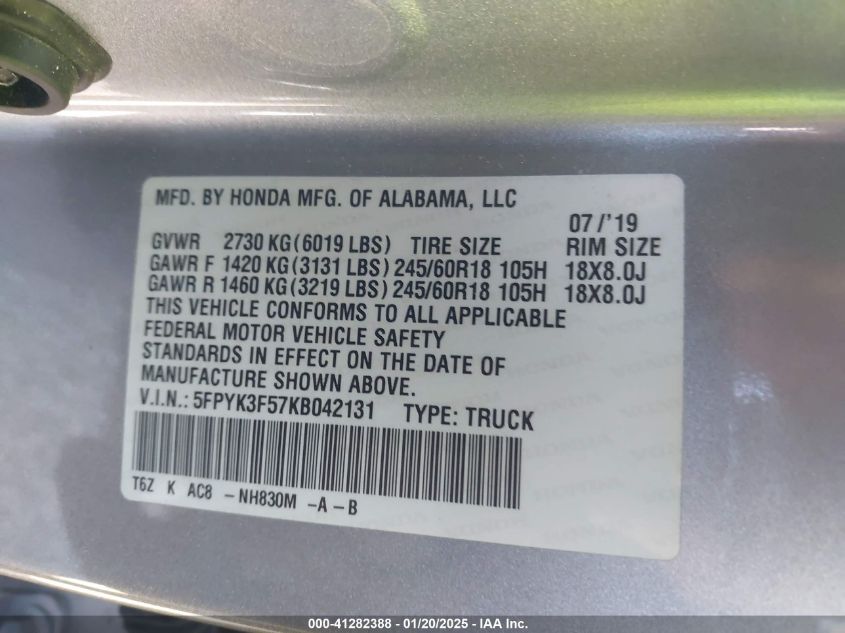 MFD. BY HONDA MFG. OF ALABAMA, LLC
07/'19
GVWR 2730 KG(6019 LBS) TIRE SIZE RIM SIZE
GAWR F 1420 KG(3131 LBS) 245/60R18 105H 18X8.0J
GAWR R 1460 KG(3219 LBS) 245/60R18 105H 18X8.0J
THIS VEHICLE CONFORMS TO ALL APPLICABLE
FEDERAL MOTOR VEHICLE SAFETY
STANDARDS IN EFFECT ON THE DATE OF
MANUFACTURE SHOWN ABOVE.
V.I.N.: 5FPYK3F57KB042131 TYPE: TRUCK
T6Z K AC8 -NH830M -A-B
000-41282388 | 01/20/2025 - IAA Inc.